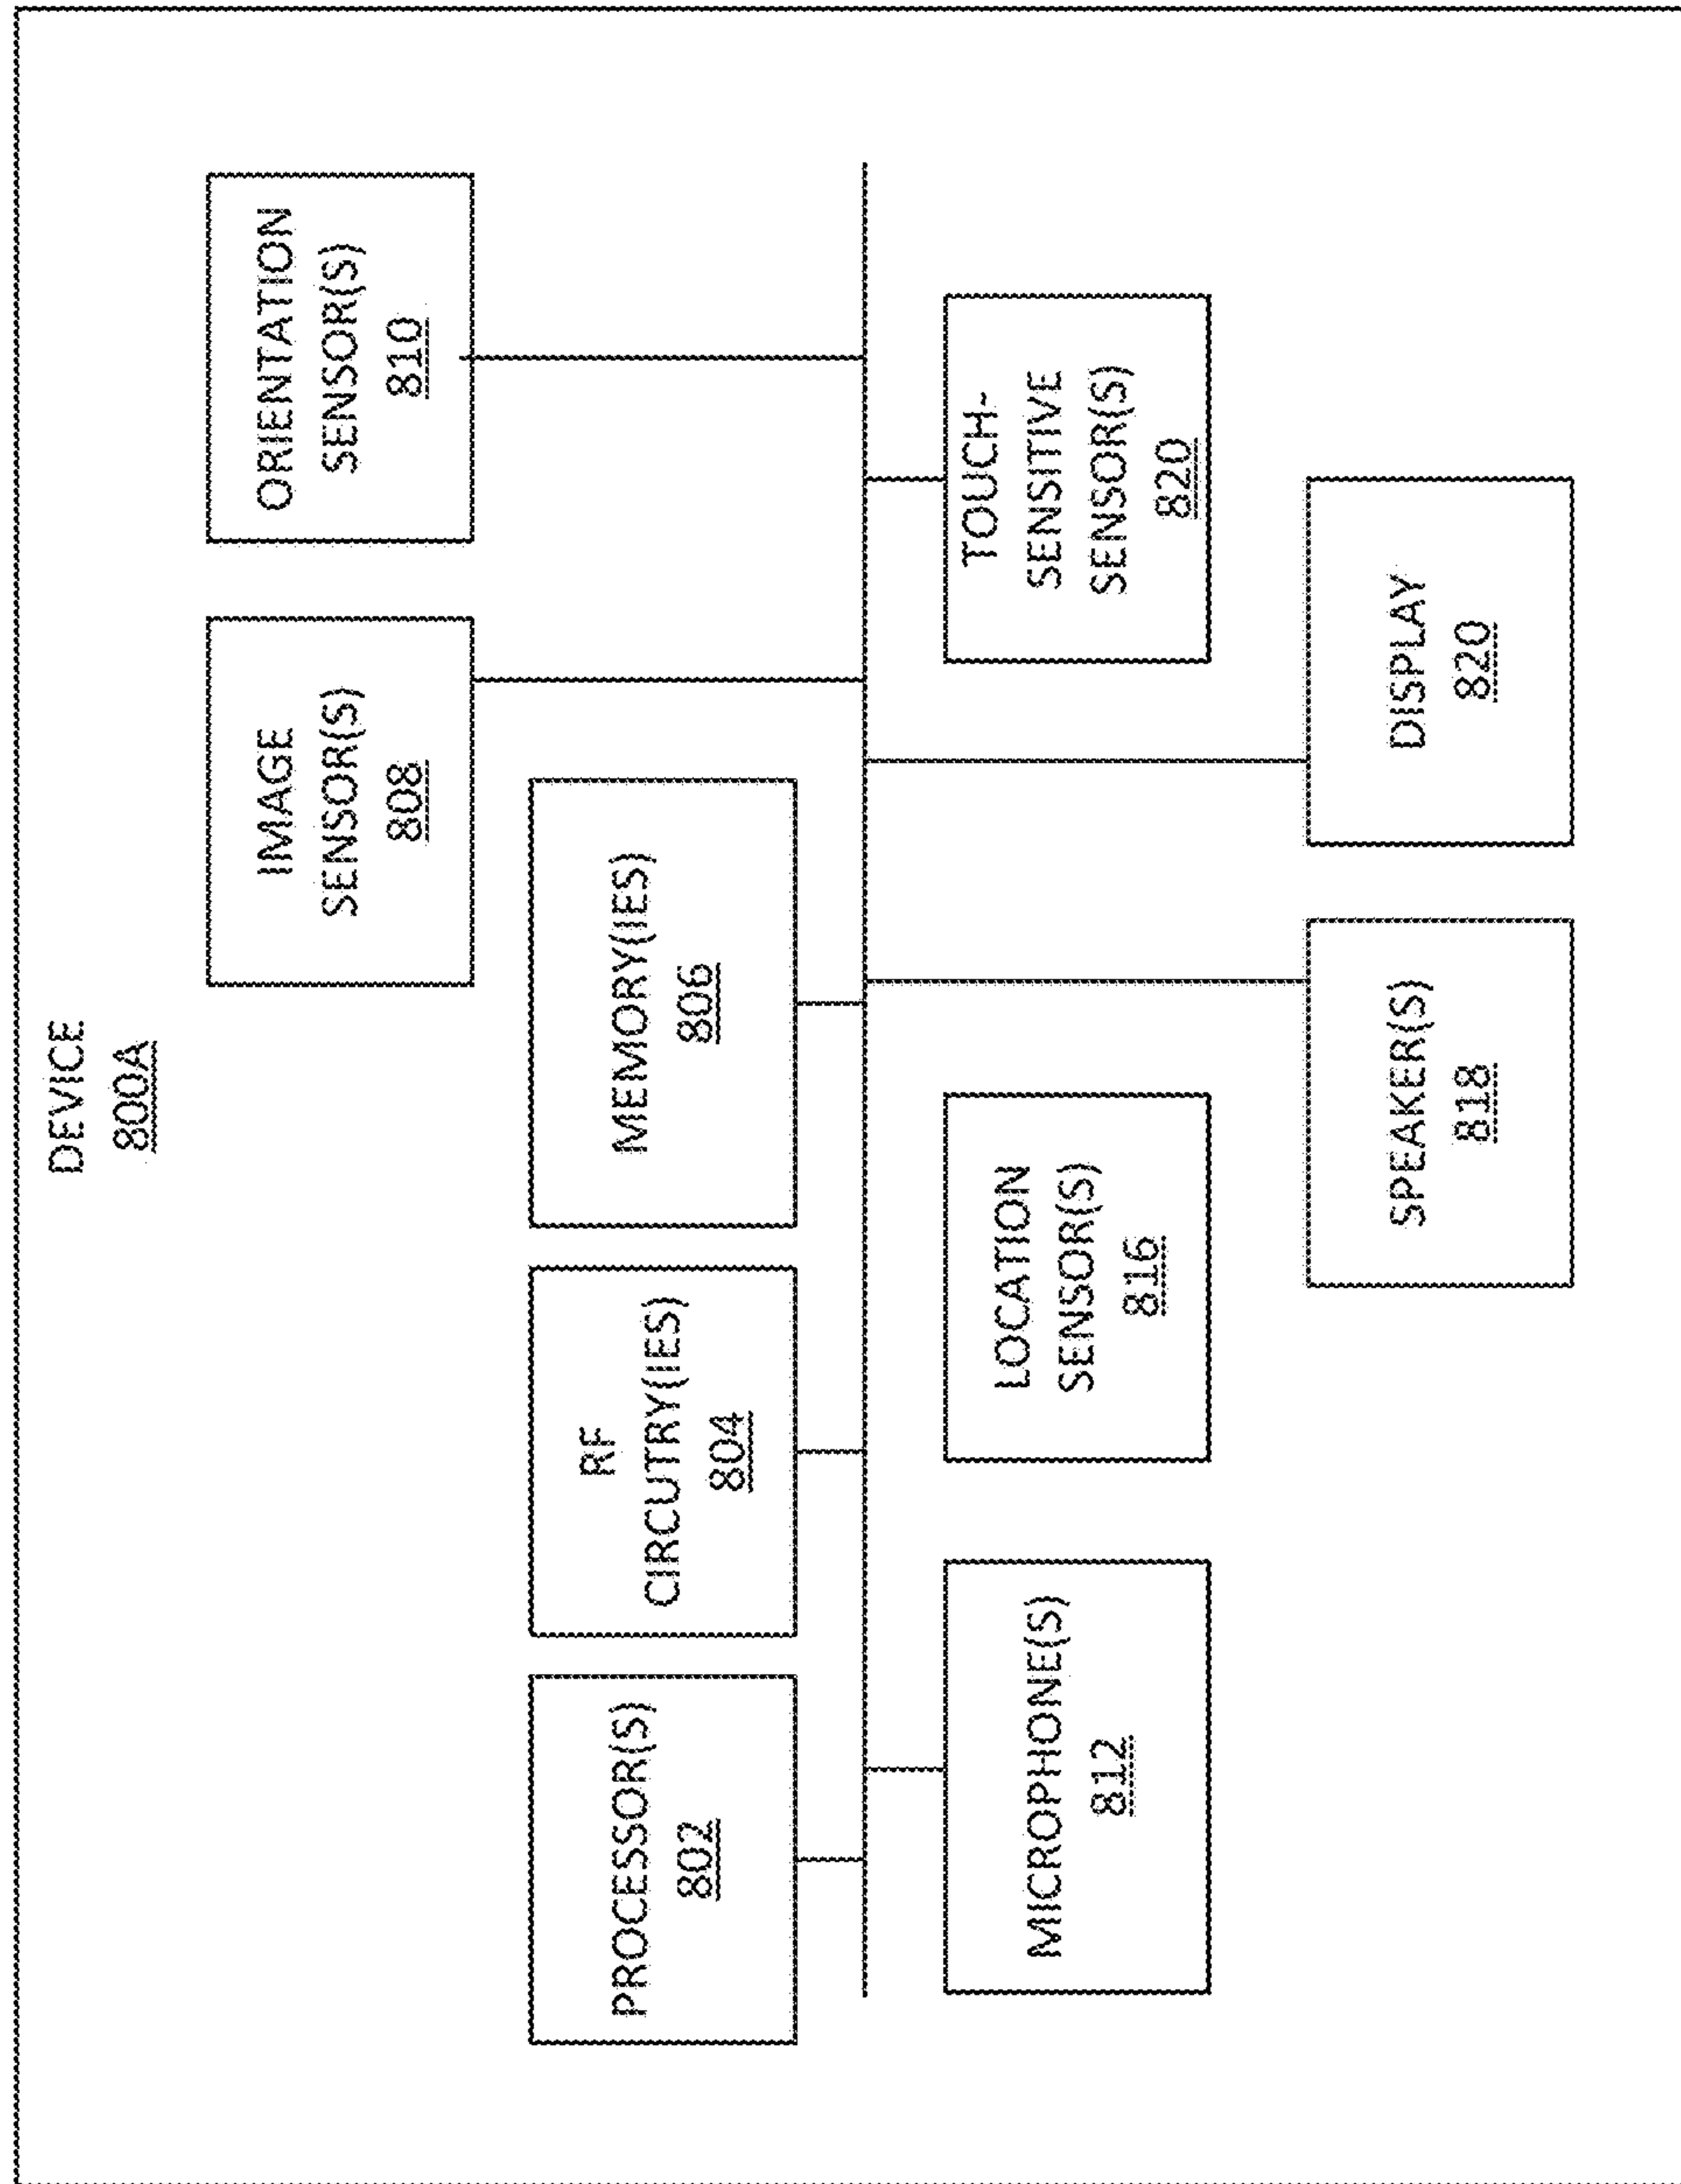 DEVICE
800A
IMAGE
SENSOR(S)
808
ORIENTATION
SENSOR(S)
810
PROCESSOR(S)
802
RF
CIRCUTRY(IES)
804
MEMORY(IES)
806
MICROPHONE(S)
812
LOCATION
SENSOR(S)
816
TOUCH-
SENSITIVE
SENSOR(S)
820
SPEAKER(S)
818
DISPLAY
820